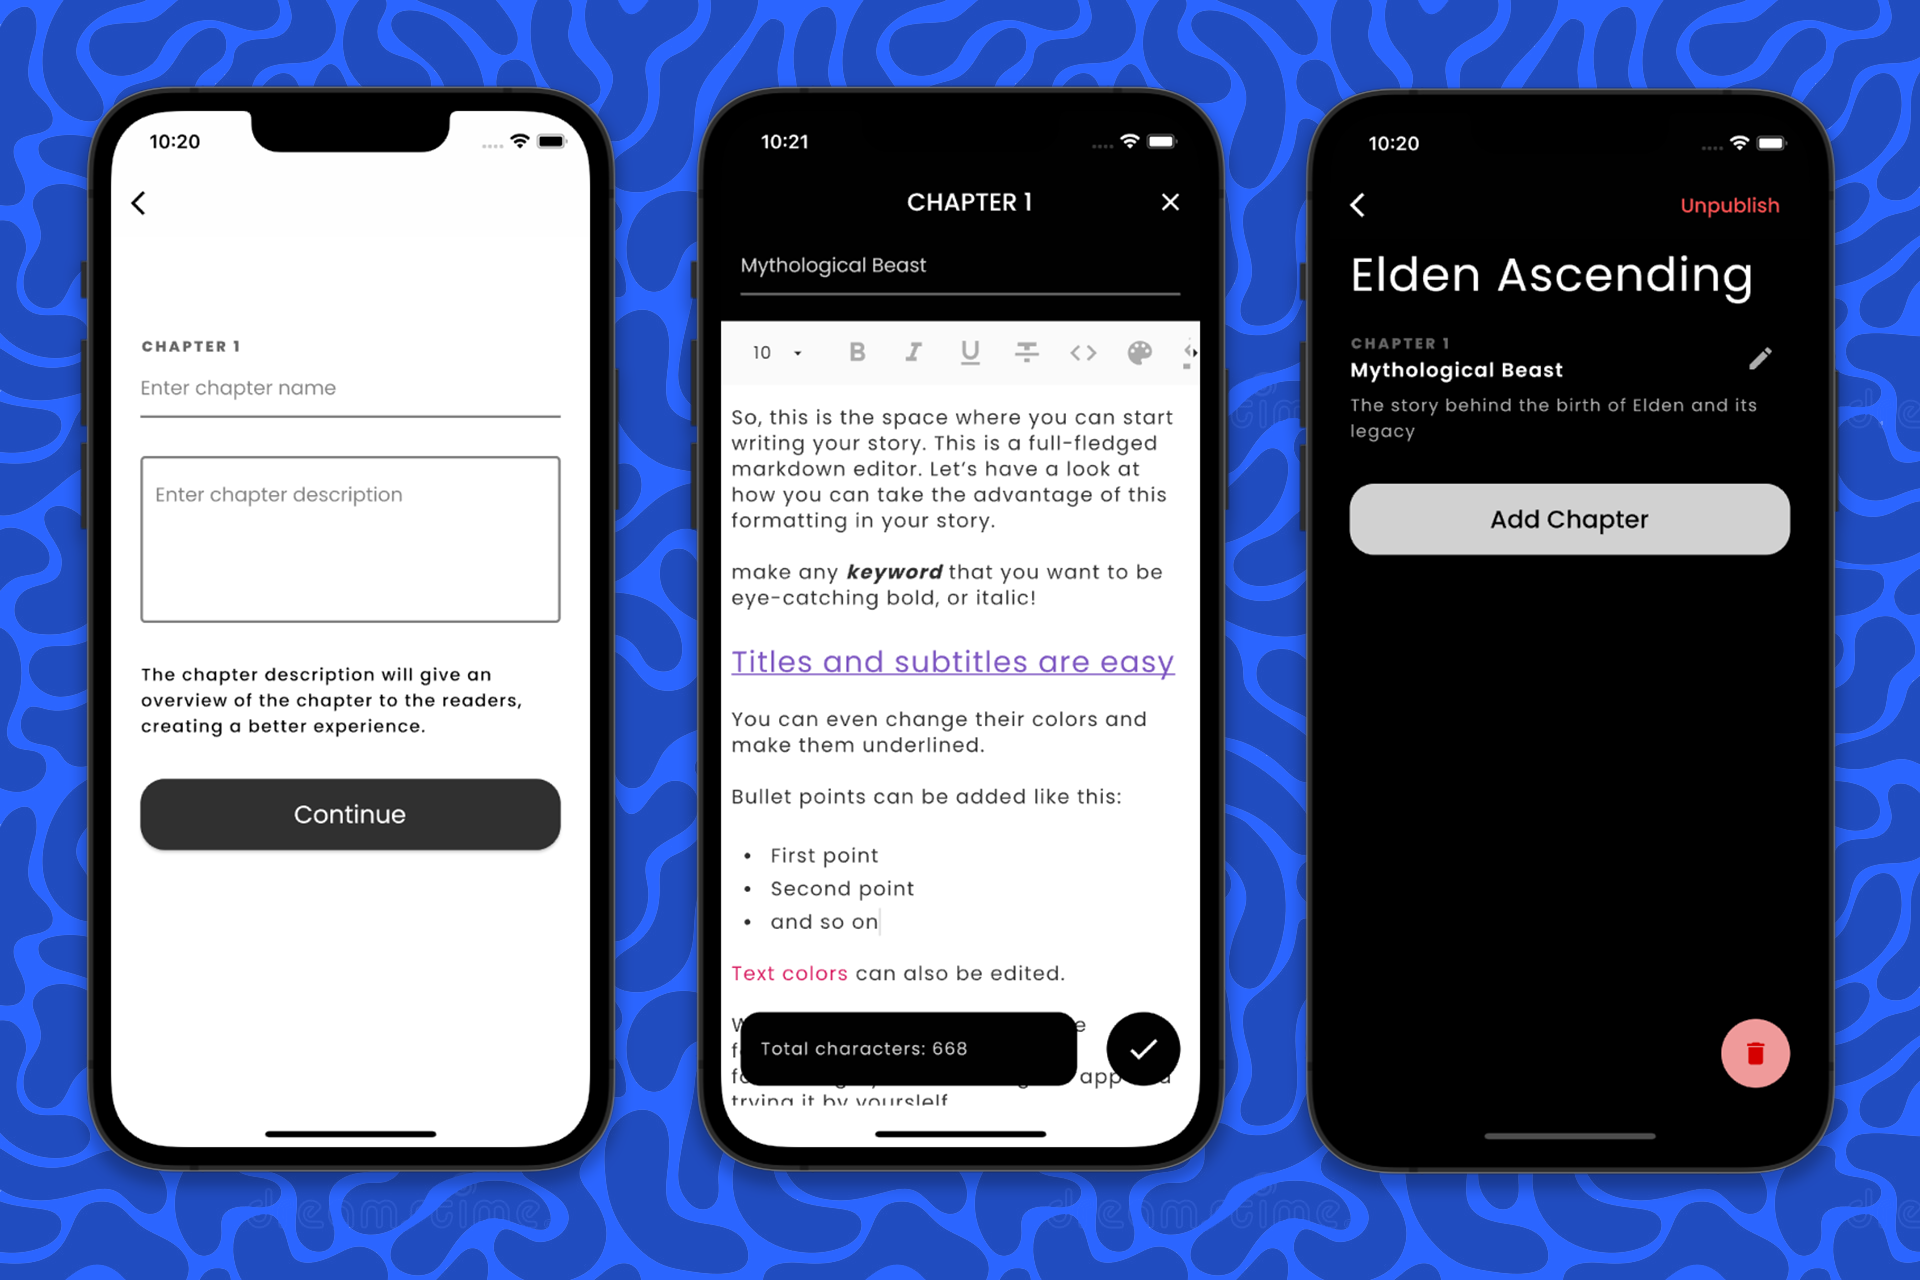 10:20
CHAPTER 1
Enter chapter name
Enter chapter description
The chapter description will give an
overview of the chapter to the readers,
creating a better experience.
Continue
10:21
CHAPTER 1
Mythological Beast
10
B I U
So, this is the space where you can start
writing your story. This is a full-fledged
markdown editor. Let's have a look at
how you can take the advantage of this
formatting in your story.
make any keyword that you want to be
eye-catching bold, or italic!
Titles and subtitles are easy
You can even change their colors and
make them underlined.
Bullet points can be added like this:
• First point
• Second point
• and so on
Text colors can also be edited.
Total characters: 668
app
trying it by yourslelf
10:20
Unpublish
Elden Ascending
CHAPTER 1
Mythological Beast
The story behind the birth of Elden and its
legacy
Add Chapter
dreamstime
dreamstime